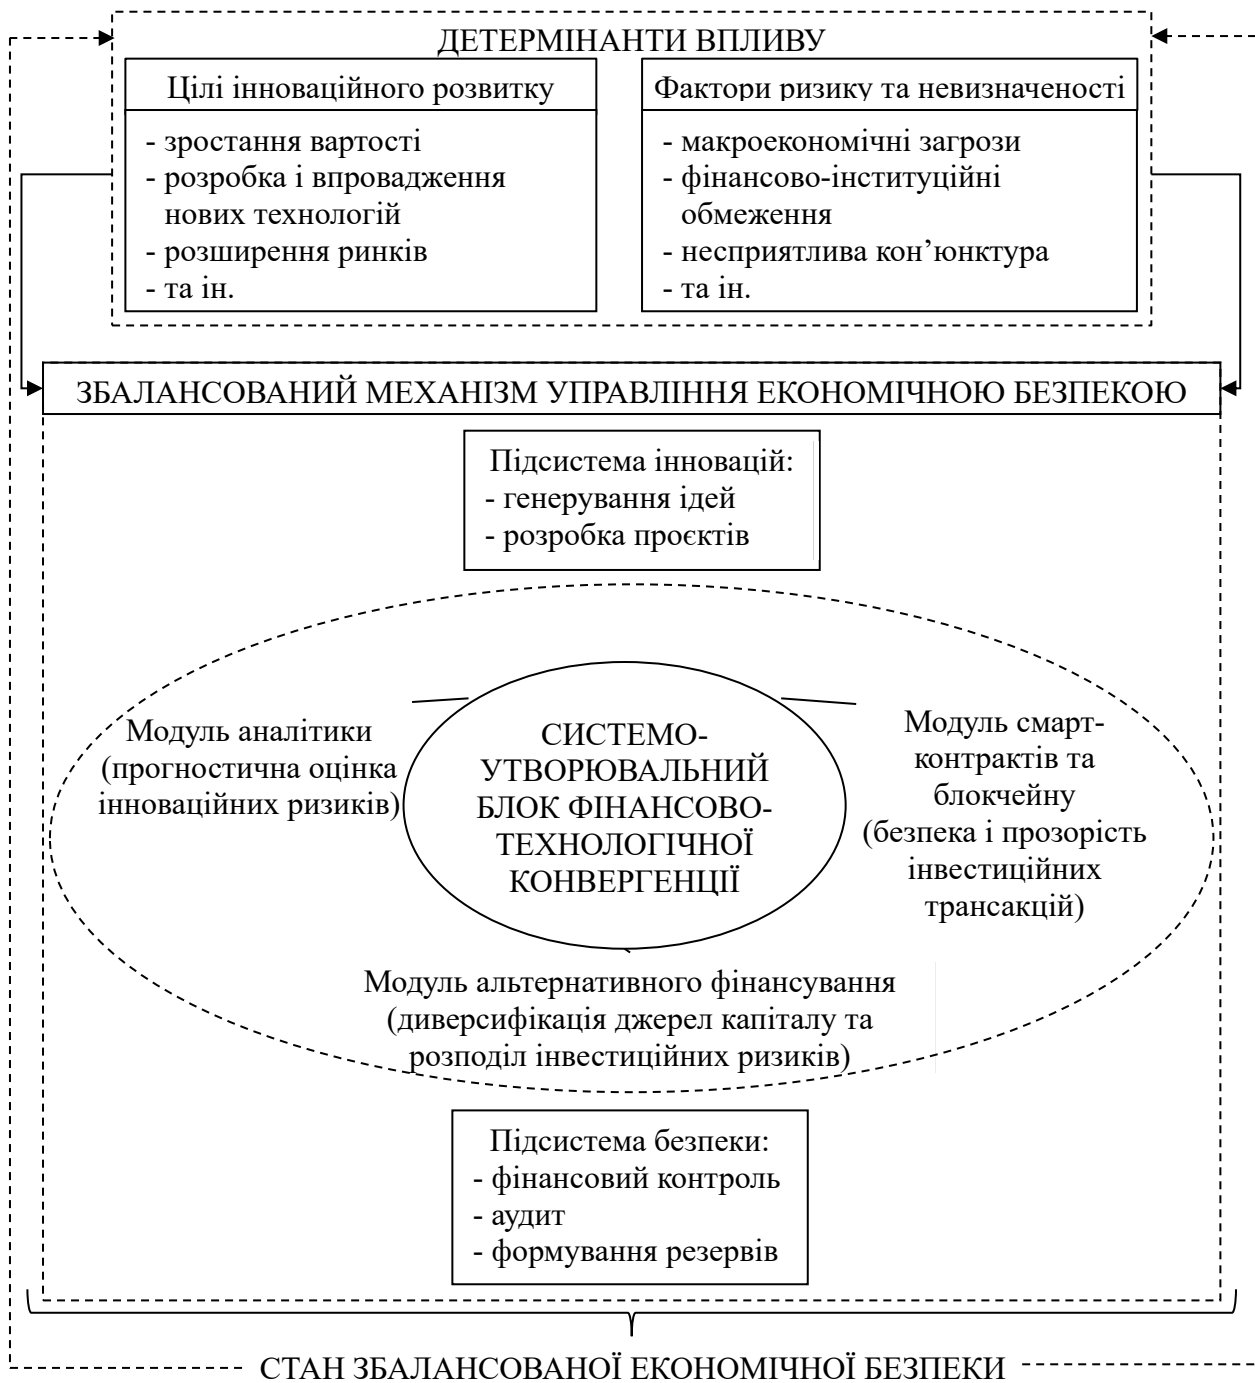 ДЕТЕРМІНАНТИ ВПЛИВУ
Цілі інноваційного розвитку
- зростання вартості
- розробка і впровадження
нових технологій
- розширення ринків
- та ін.
Фактори ризику та невизначеності
- макроекономічні загрози
- фінансово-інституційні
обмеження
- несприятлива кон’юнктура
- та ін.
ЗБАЛАНСОВАНИЙ МЕХАНІЗМ УПРАВЛІННЯ ЕКОНОМІЧНОЮ БЕЗПЕКОЮ
Підсистема інновацій:
- генерування ідей
- розробка проєктів
Модуль аналітики
(прогностична оцінка
інноваційних ризиків)
СИСТЕМО-
УТВОРЮВАЛЬНИЙ
БЛОК ФІНАНСОВО-
ТЕХНОЛОГІЧНОЇ
КОНВЕРГЕНЦІЇ
Модуль смарт-
контрактів та
блокчейну
(безпека і прозорість
інвестиційних
трансакцій)
Модуль альтернативного фінансування
(диверсифікація джерел капіталу та
розподіл інвестиційних ризиків)
Підсистема безпеки:
- фінансовий контроль
- аудит
- формування резервів
СТАН ЗБАЛАНСОВАНОЇ ЕКОНОМІЧНОЇ БЕЗПЕКИ